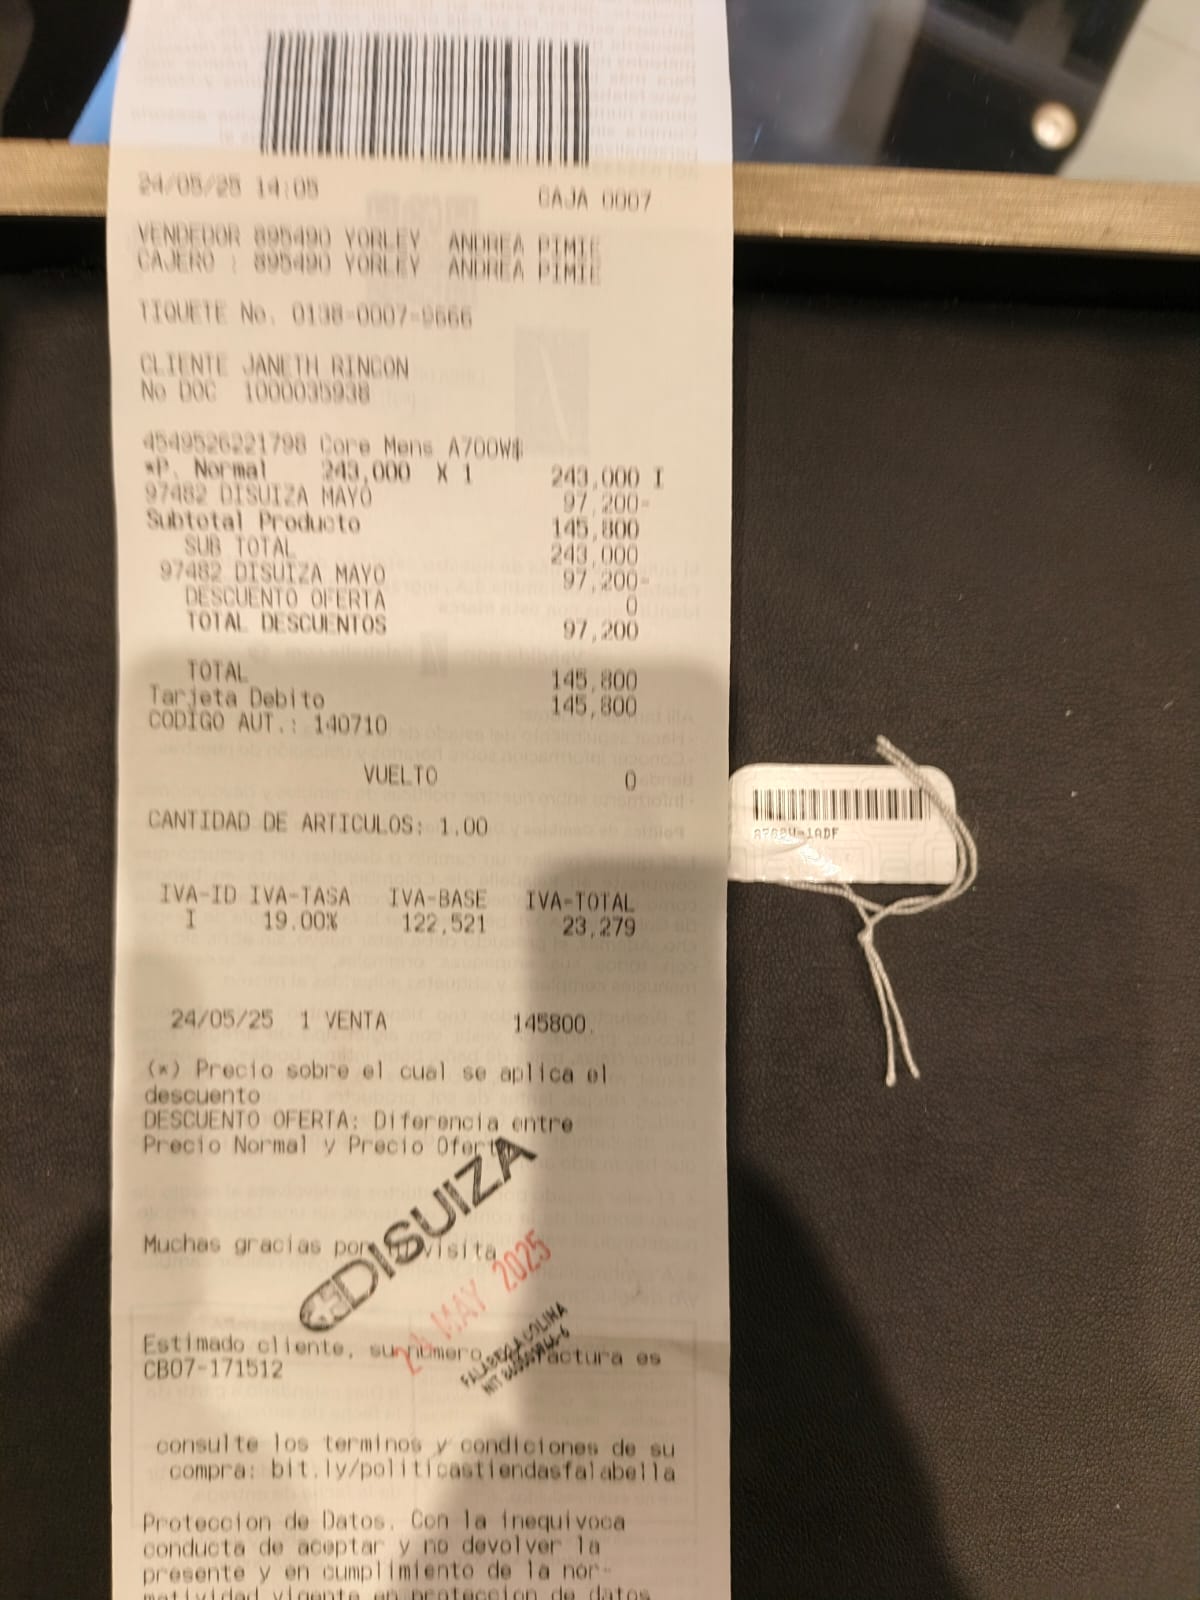 24/05/25 14:05 CAJA 0007
VENDEDOR 895490 YORLEY ANDREA PIMIE
CAJERO : 895490 YORLEY ANDREA PIMIE
TIQUETE No. 0138-0007-9666
CLIENTE JANETH RINCON
No DOC 1000035938
4549526221798 Core Mens A700W$
*P. Normal 243,000 X 1 243,000 I
97482 DISUIZA MAYO 97,200-
Subtotal Producto 145,800
SUB TOTAL 243,000
97482 DISUIZA MAYO 97,200-
DESCUENTO OFERTA 0
TOTAL DESCUENTOS 97,200
TOTAL 145,800
Tarjeta Debito 145,800
CODIGO AUT.: 140710
VUELTO 0
CANTIDAD DE ARTICULOS: 1.00
IVA-ID IVA-TASA IVA-BASE IVA-TOTAL
I 19.00% 122,521 23,279
24/05/25 1 VENTA 145800.
(*) Precio sobre el cual se aplica el
descuento
DESCUENTO OFERTA: Diferencia entre
Precio Normal y Precio Ofert
DISUIZA
Muchas gracias por visita
24 MAY 2025
FALABELLA COLINA
Estimado cliente, su numero factura es
CB07-171512
consulte los terminos y condiciones de su
compra: bit.ly/politicastiendasfalabella
Proteccion de Datos. Con la inequivoca
conducta de aceptar y no devolver la
presente y en cumplimiento de la nor-
matividad vigente en proteccion de datos